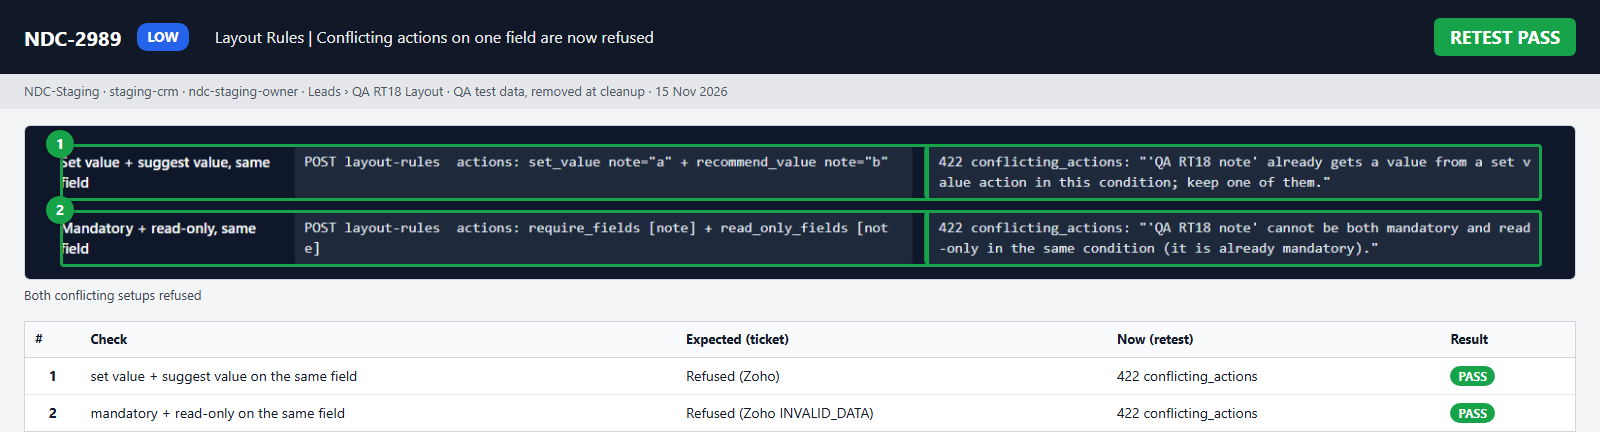 NDC-2989 LOW Layout Rules | Conflicting actions on one field are now refused RETEST PASS
NDC-Staging · staging-crm · ndc-staging-owner · Leads › QA RT18 Layout · QA test data, removed at cleanup · 15 Nov 2026
1
Set value + suggest value, same
field
POST layout-rules  actions: set_value note="a" + recommend_value note="b"
422 conflicting_actions: "'QA RT18 note' already gets a value from a set v
alue action in this condition; keep one of them."
2
Mandatory + read-only, same
field
POST layout-rules  actions: require_fields [note] + read_only_fields [not
e]
422 conflicting_actions: "'QA RT18 note' cannot be both mandatory and read
-only in the same condition (it is already mandatory)."
Both conflicting setups refused
# Check Expected (ticket) Now (retest) Result
1 set value + suggest value on the same field Refused (Zoho) 422 conflicting_actions PASS
2 mandatory + read-only on the same field Refused (Zoho INVALID_DATA) 422 conflicting_actions PASS